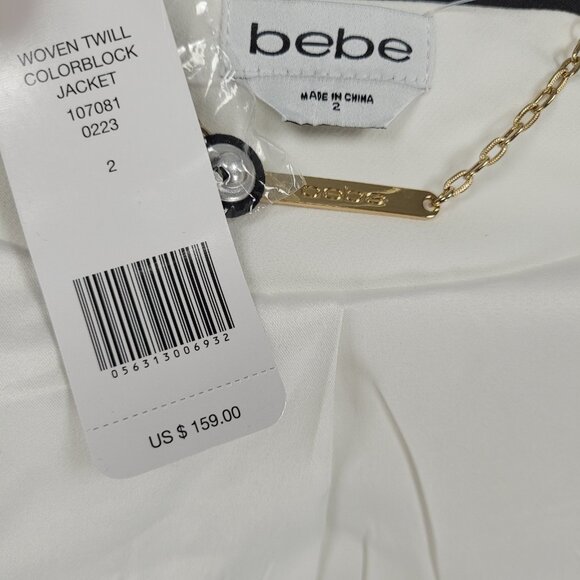 WOVEN TWILL
COLORBLOCK
JACKET
107081
0223
2
056313006932
US $ 159.00
bebe
MADE IN CHINA
2
bebe